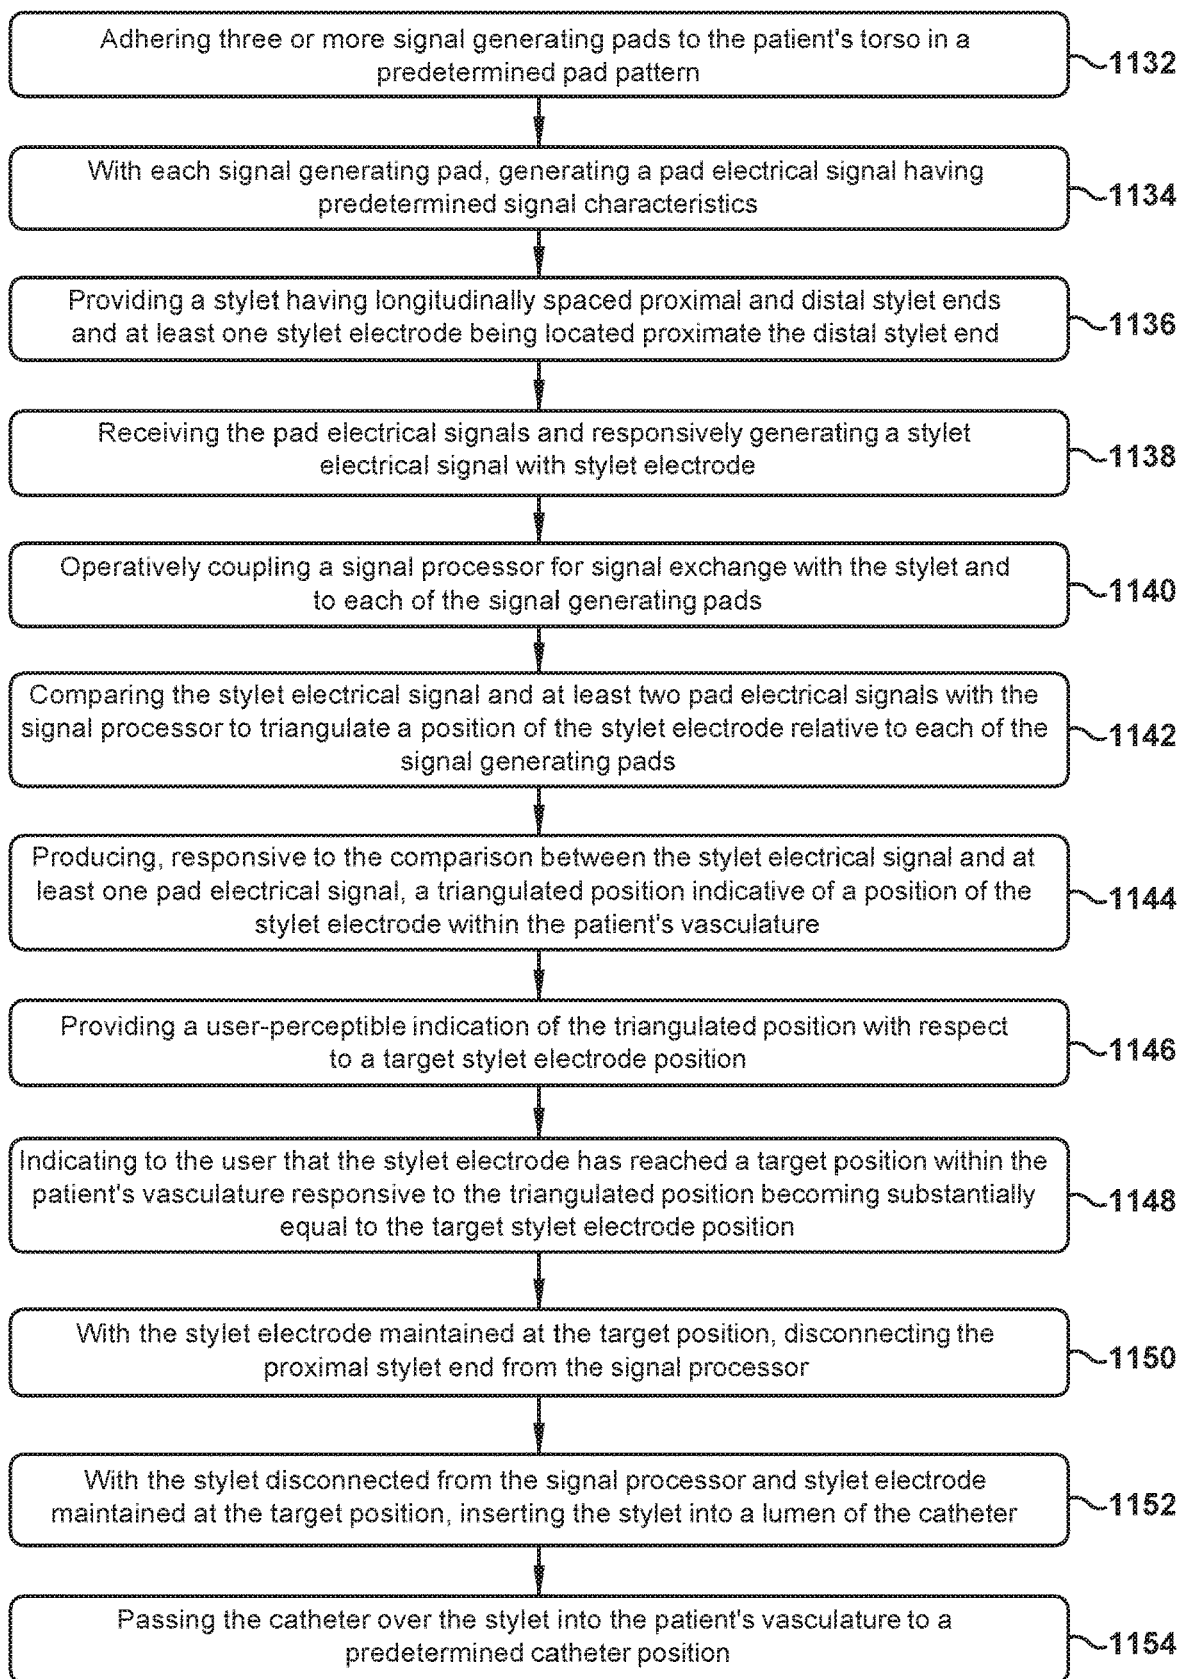 Adhering three or more signal generating pads to the patient's torso in a
predetermined pad pattern
1132
With each signal generating pad, generating a pad electrical signal having
predetermined signal characteristics
1134
Providing a stylet having longitudinally spaced proximal and distal stylet ends
and at least one stylet electrode being located proximate the distal stylet end
1136
Receiving the pad electrical signals and responsively generating a stylet
electrical signal with stylet electrode
1138
Operatively coupling a signal processor for signal exchange with the stylet and
to each of the signal generating pads
1140
Comparing the stylet electrical signal and at least two pad electrical signals with the
signal processor to triangulate a position of the stylet electrode relative to each of the
signal generating pads
1142
Producing, responsive to the comparison between the stylet electrical signal and at
least one pad electrical signal, a triangulated position indicative of a position of the
stylet electrode within the patient's vasculature
1144
Providing a user-perceptible indication of the triangulated position with respect
to a target stylet electrode position
1146
Indicating to the user that the stylet electrode has reached a target position within the
patient's vasculature responsive to the triangulated position becoming substantially
equal to the target stylet electrode position
1148
With the stylet electrode maintained at the target position, disconnecting the
proximal stylet end from the signal processor
1150
With the stylet disconnected from the signal processor and stylet electrode
maintained at the target position, inserting the stylet into a lumen of the catheter
1152
Passing the catheter over the stylet into the patient's vasculature to a
predetermined catheter position
1154